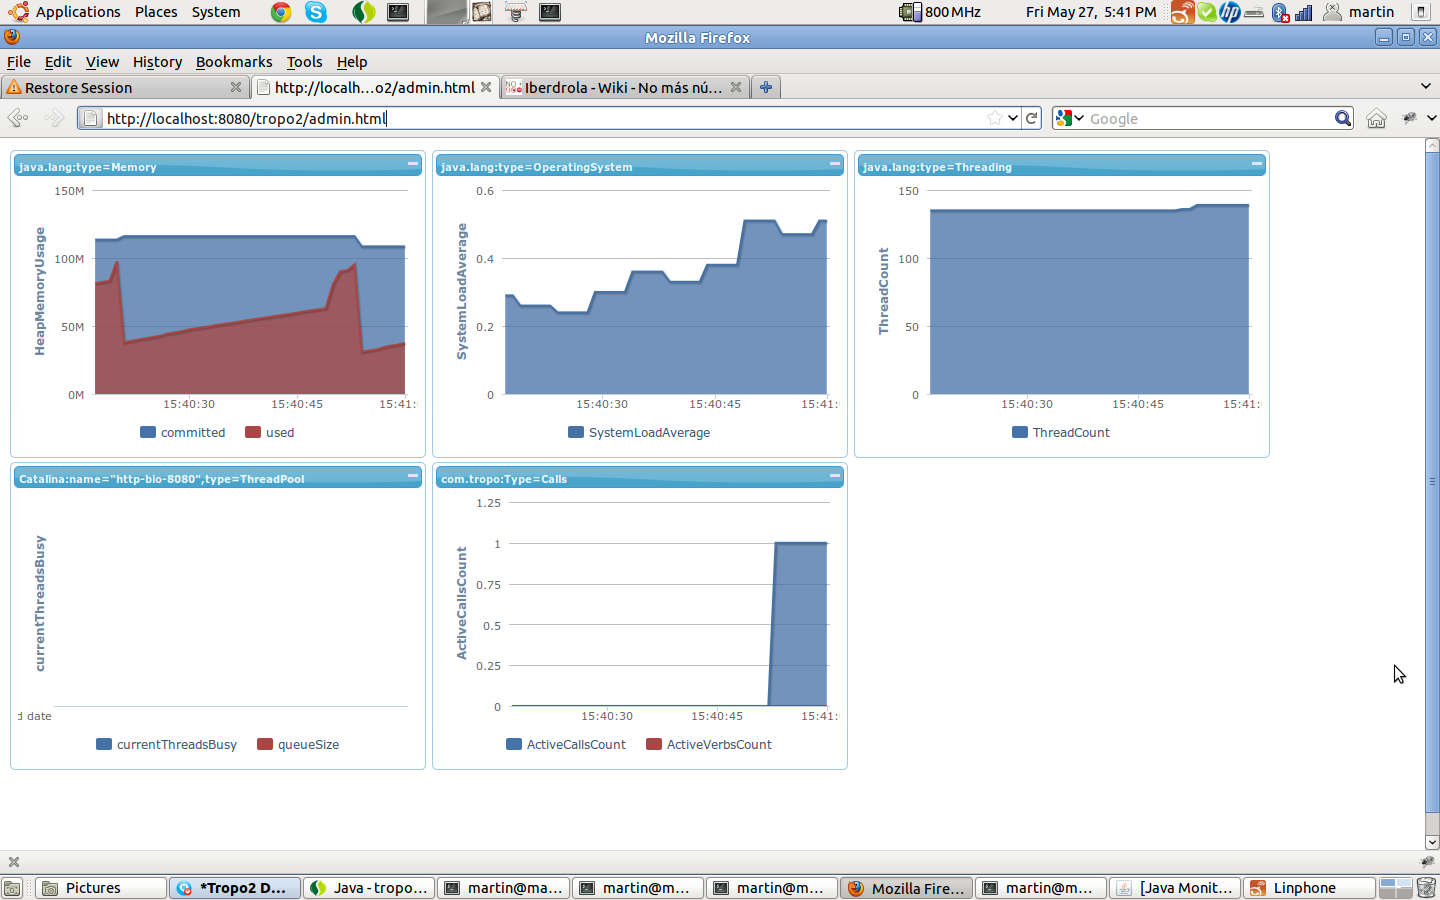 Applications Places System
800 MHz
Fri May 27, 5:41 PM
hp
martin
Mozilla Firefox
File Edit View History Bookmarks Tools Help
Restore Session
http://localh...o2/admin.html
Iberdrola - Wiki - No más nú...
http://localhost:8080/tropo2/admin.html
Google
java.lang:type=Memory
150M
100M
50M
0M
HeapMemoryUsage
15:40:30 15:40:45 15:41:
committed used
java.lang:type=OperatingSystem
0.6
0.4
0.2
0
SystemLoadAverage
15:40:30 15:40:45 15:41:
SystemLoadAverage
java.lang:type=Threading
150
100
50
0
ThreadCount
15:40:30 15:40:45 15:41:
ThreadCount
Catalina:name="http-bio-8080",type=ThreadPool
currentThreadsBusy
d date
currentThreadsBusy queueSize
com.tropo:Type=Calls
1.25
1
0.75
0.5
0.25
0
ActiveCallsCount
15:40:30 15:40:45 15:41:
ActiveCallsCount ActiveVerbsCount
Pictures
*Tropo2 D...
Java - tropo...
martin@ma...
martin@m...
martin@m...
Mozilla Fire...
martin@m...
[Java Monit...
Linphone